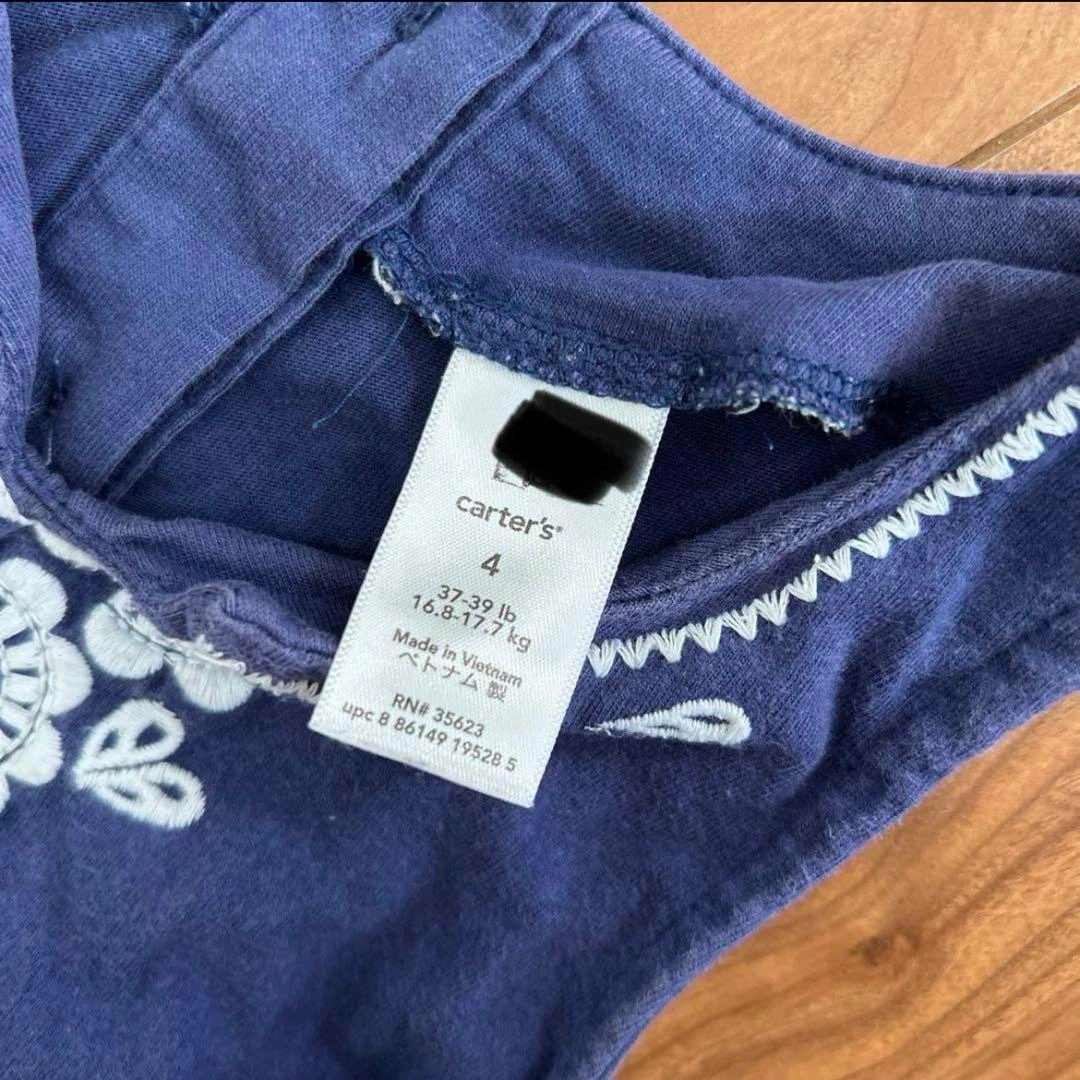 carter's®
4
37-39 lb
16.8-17.7 kg
Made in Vietnam
ベトナム 製
RN# 35623
upc 8 86149 19528 5